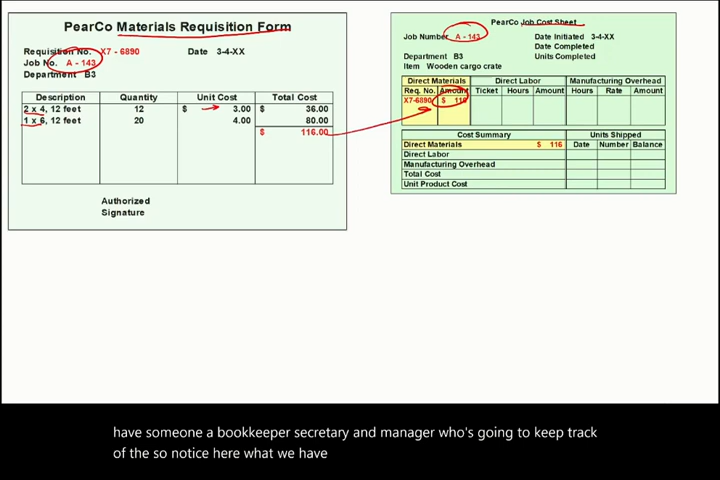 PearCo Materials Requisition Form
Requisition No. X7 - 6890 Date 3-4-XX
Job No. A - 143
Department B3
Description Quantity Unit Cost Total Cost
2 x 4, 12 feet 12 $ 3.00 $ 36.00
1 x 6, 12 feet 20 4.00 80.00
$ 116.00
Authorized
Signature
PearCo Job Cost Sheet
Job Number A - 143 Date Initiated 3-4-XX
Date Completed
Department B3 Units Completed
Item Wooden cargo crate
Direct Materials Direct Labor Manufacturing Overhead
Req. No. Amount Ticket Hours Amount Hours Rate Amount
X7-6890 $ 116
Cost Summary Units Shipped
Direct Materials $ 116 Date Number Balance
Direct Labor
Manufacturing Overhead
Total Cost
Unit Product Cost
have someone a bookkeeper secretary and manager who's going to keep track
of the so notice here what we have